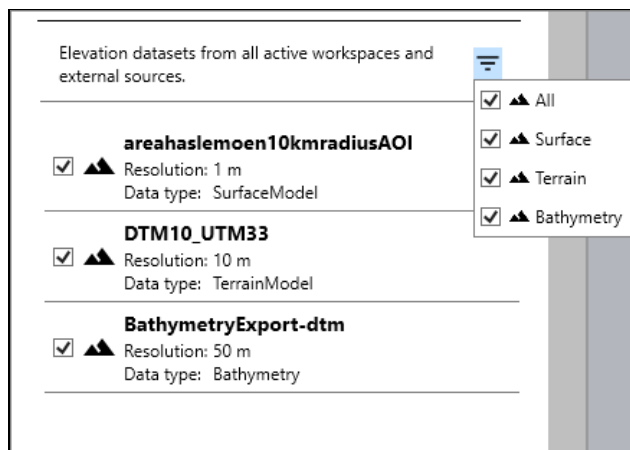 Elevation datasets from all active workspaces and
external sources.
All
Surface
Terrain
Bathymetry
areahaslemoen10kmradiusAOI
Resolution: 1 m
Data type: SurfaceModel
DTM10_UTM33
Resolution: 10 m
Data type: TerrainModel
BathymetryExport-dtm
Resolution: 50 m
Data type: Bathymetry